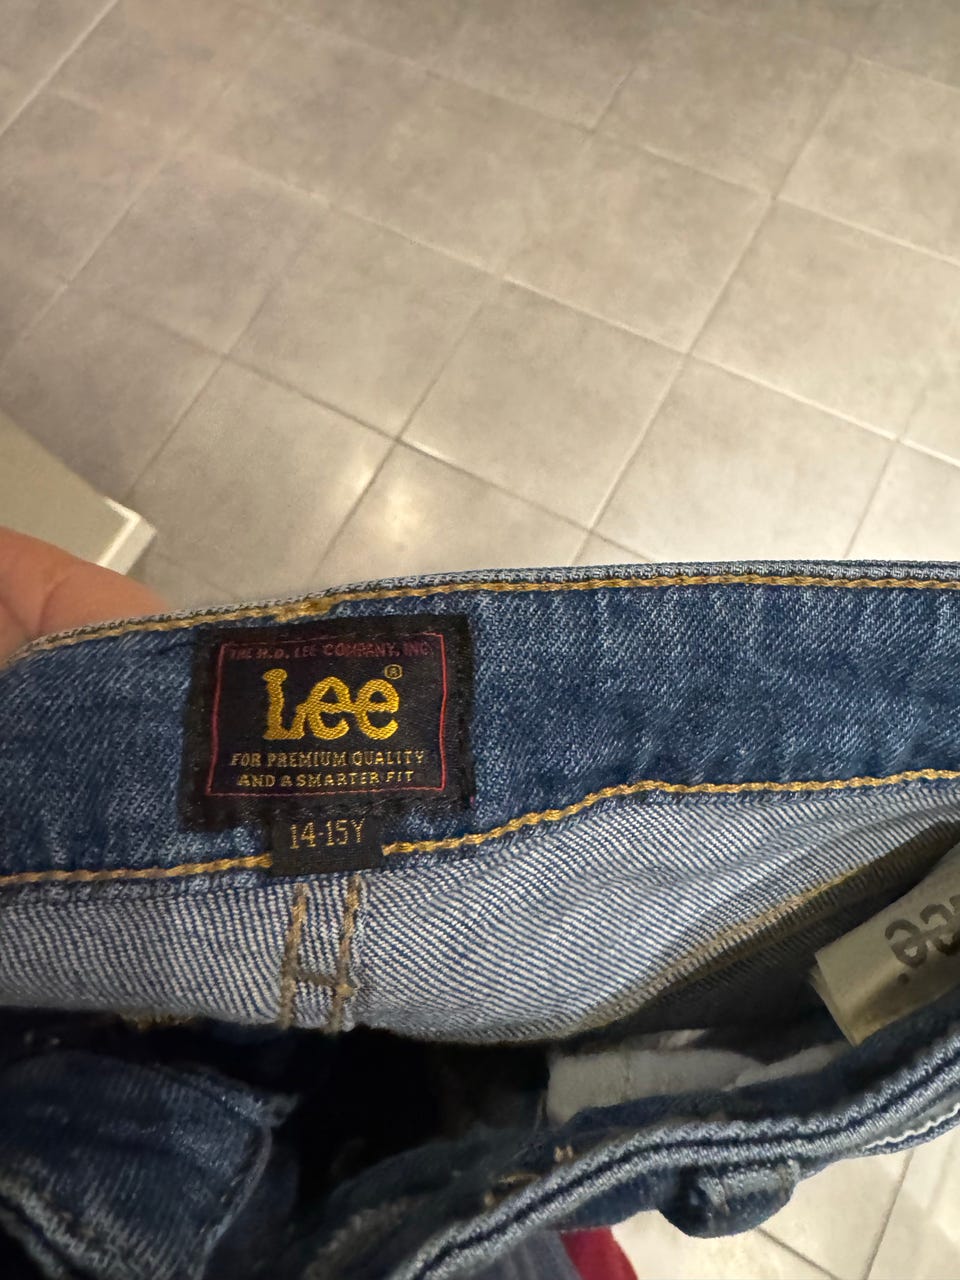 THE H.D. LEE COMPANY, INC.
Lee®
FOR PREMIUM QUALITY
AND A SMARTER FIT
14-15Y